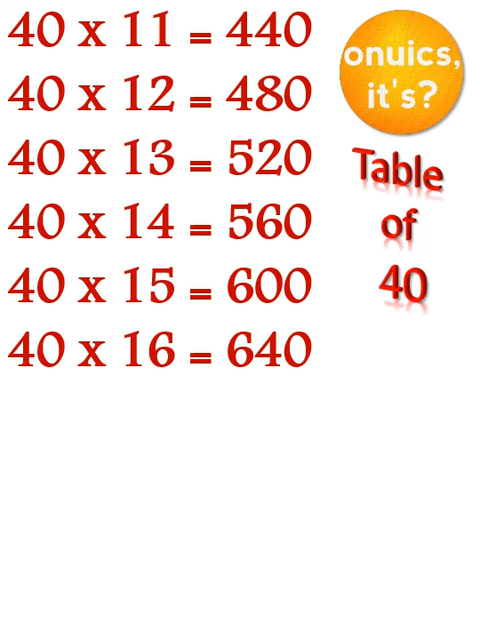 40 x 11 = 440
40 x 12 = 480
40 x 13 = 520
40 x 14 = 560
40 x 15 = 600
40 x 16 = 640
onuics,
it's?
Table
of
40